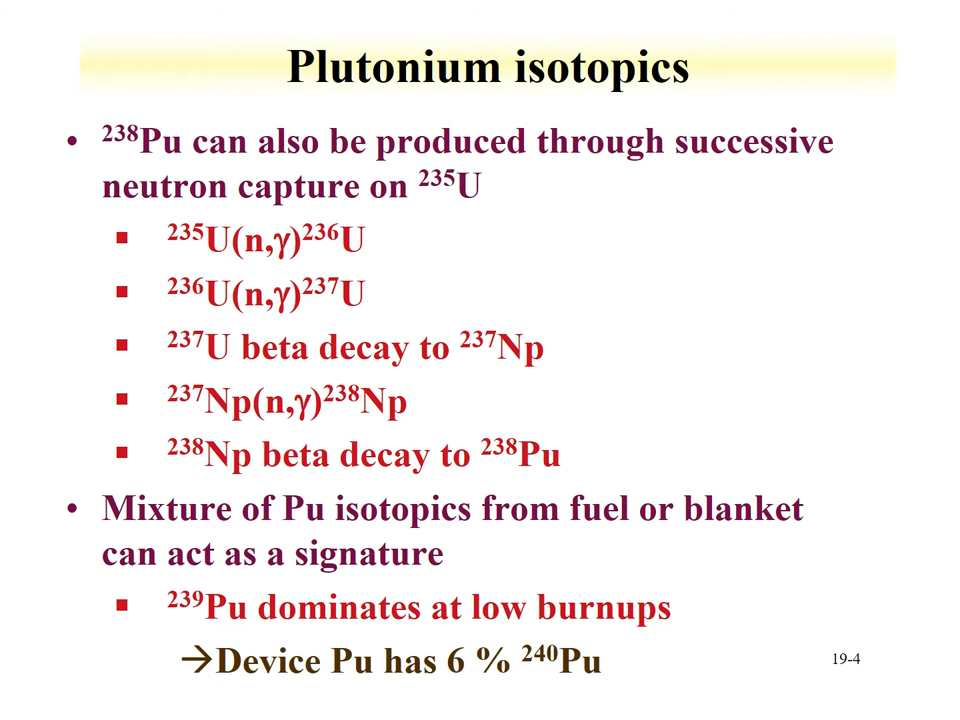 Plutonium isotopics
• ²³⁸Pu can also be produced through successive
neutron capture on ²³⁵U
▪ ²³⁵U(n,γ)²³⁶U
▪ ²³⁶U(n,γ)²³⁷U
▪ ²³⁷U beta decay to ²³⁷Np
▪ ²³⁷Np(n,γ)²³⁸Np
▪ ²³⁸Np beta decay to ²³⁸Pu
• Mixture of Pu isotopics from fuel or blanket
can act as a signature
▪ ²³⁹Pu dominates at low burnups
→Device Pu has 6 % ²⁴⁰Pu
19-4